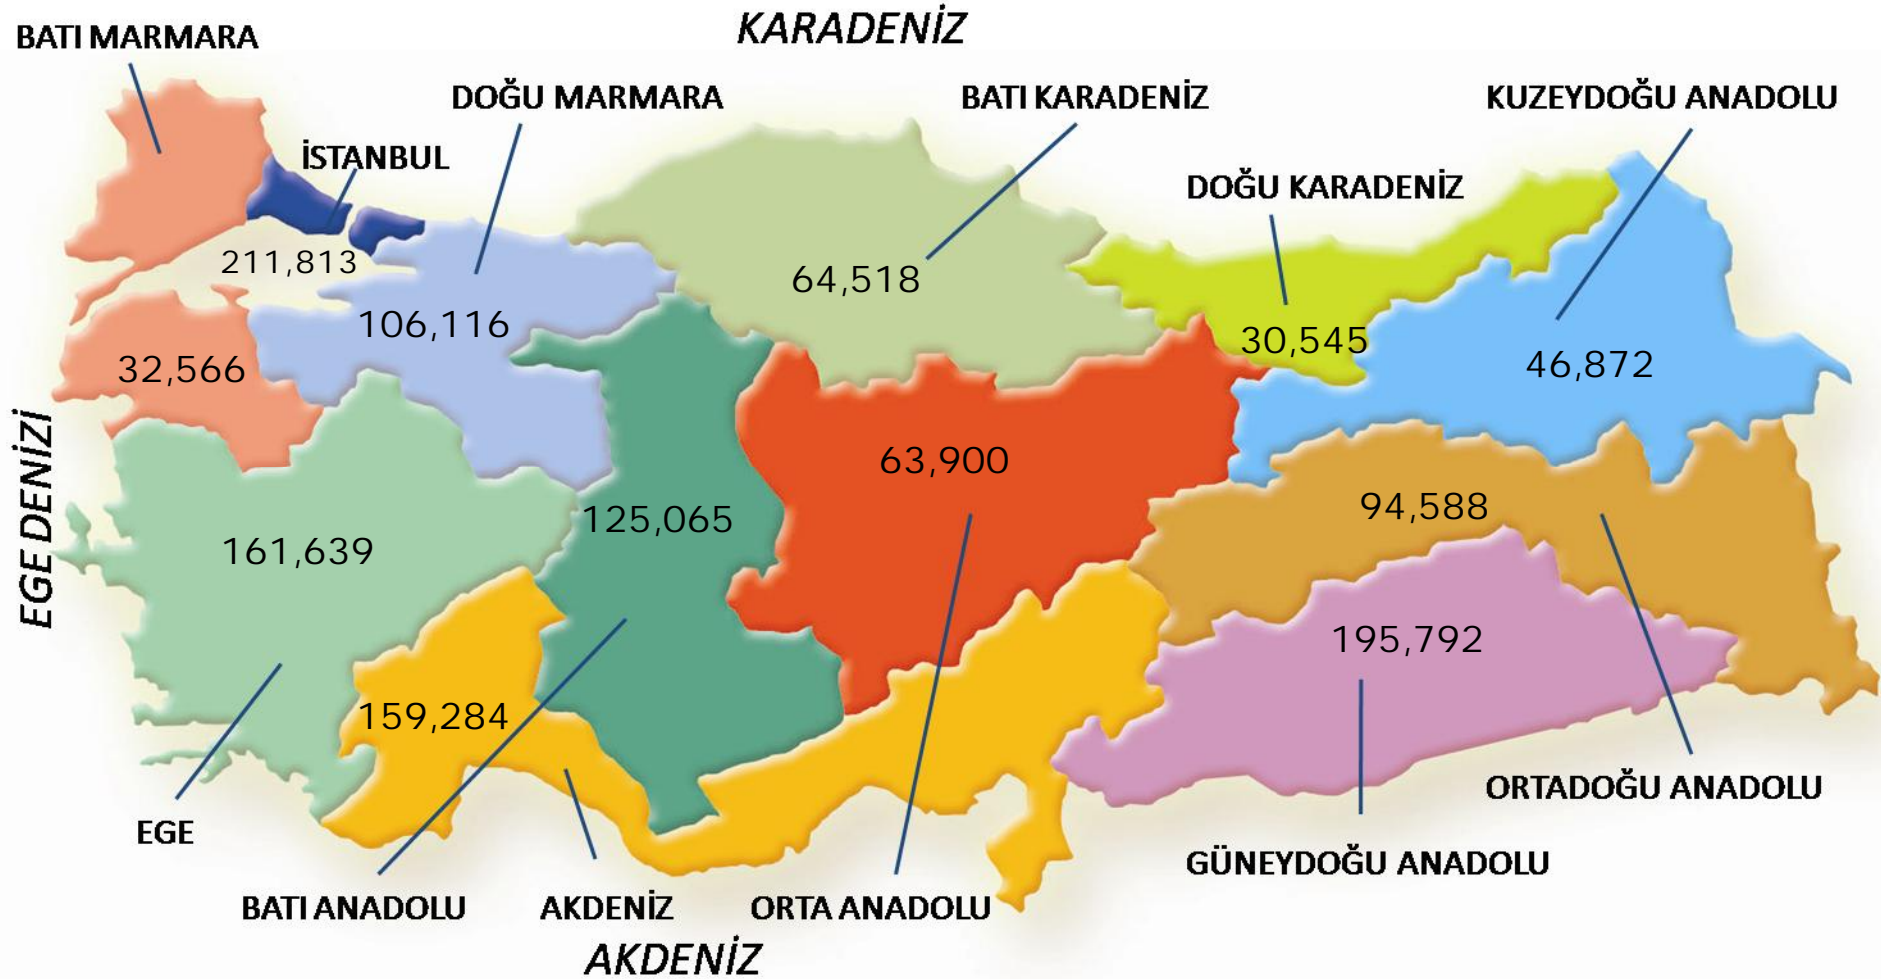 KARADENİZ
BATI MARMARA
DOĞU MARMARA
BATI KARADENİZ
KUZEYDOĞU ANADOLU
İSTANBUL
DOĞU KARADENİZ
211,813
64,518
106,116
30,545
32,566
46,872
EGE DENİZİ
63,900
94,588
125,065
161,639
195,792
159,284
ORTADOĞU ANADOLU
EGE
GÜNEYDOĞU ANADOLU
BATI ANADOLU
AKDENİZ
ORTA ANADOLU
AKDENİZ